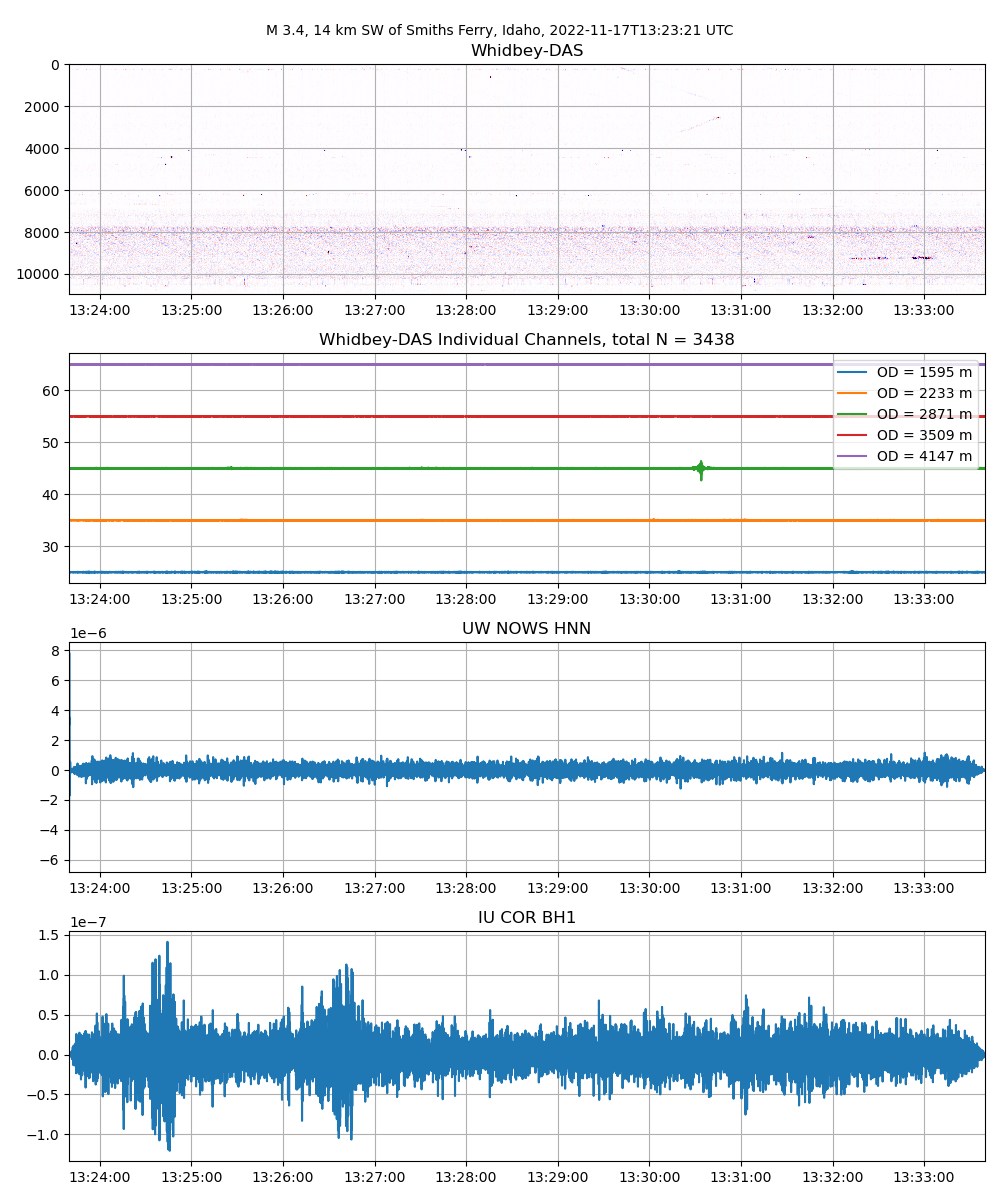 M 3.4, 14 km SW of Smiths Ferry, Idaho, 2022-11-17T13:23:21 UTC
Whidbey-DAS
0
2000
4000
6000
8000
10000
13:24:00 13:25:00 13:26:00 13:27:00 13:28:00 13:29:00 13:30:00 13:31:00 13:32:00 13:33:00
Whidbey-DAS Individual Channels, total N = 3438
60
50
40
30
OD = 1595 m
OD = 2233 m
OD = 2871 m
OD = 3509 m
OD = 4147 m
13:24:00 13:25:00 13:26:00 13:27:00 13:28:00 13:29:00 13:30:00 13:31:00 13:32:00 13:33:00
UW NOWS HNN
1e−6
8
6
4
2
0
−2
−4
−6
13:24:00 13:25:00 13:26:00 13:27:00 13:28:00 13:29:00 13:30:00 13:31:00 13:32:00 13:33:00
IU COR BH1
1e−7
1.5
1.0
0.5
0.0
−0.5
−1.0
13:24:00 13:25:00 13:26:00 13:27:00 13:28:00 13:29:00 13:30:00 13:31:00 13:32:00 13:33:00